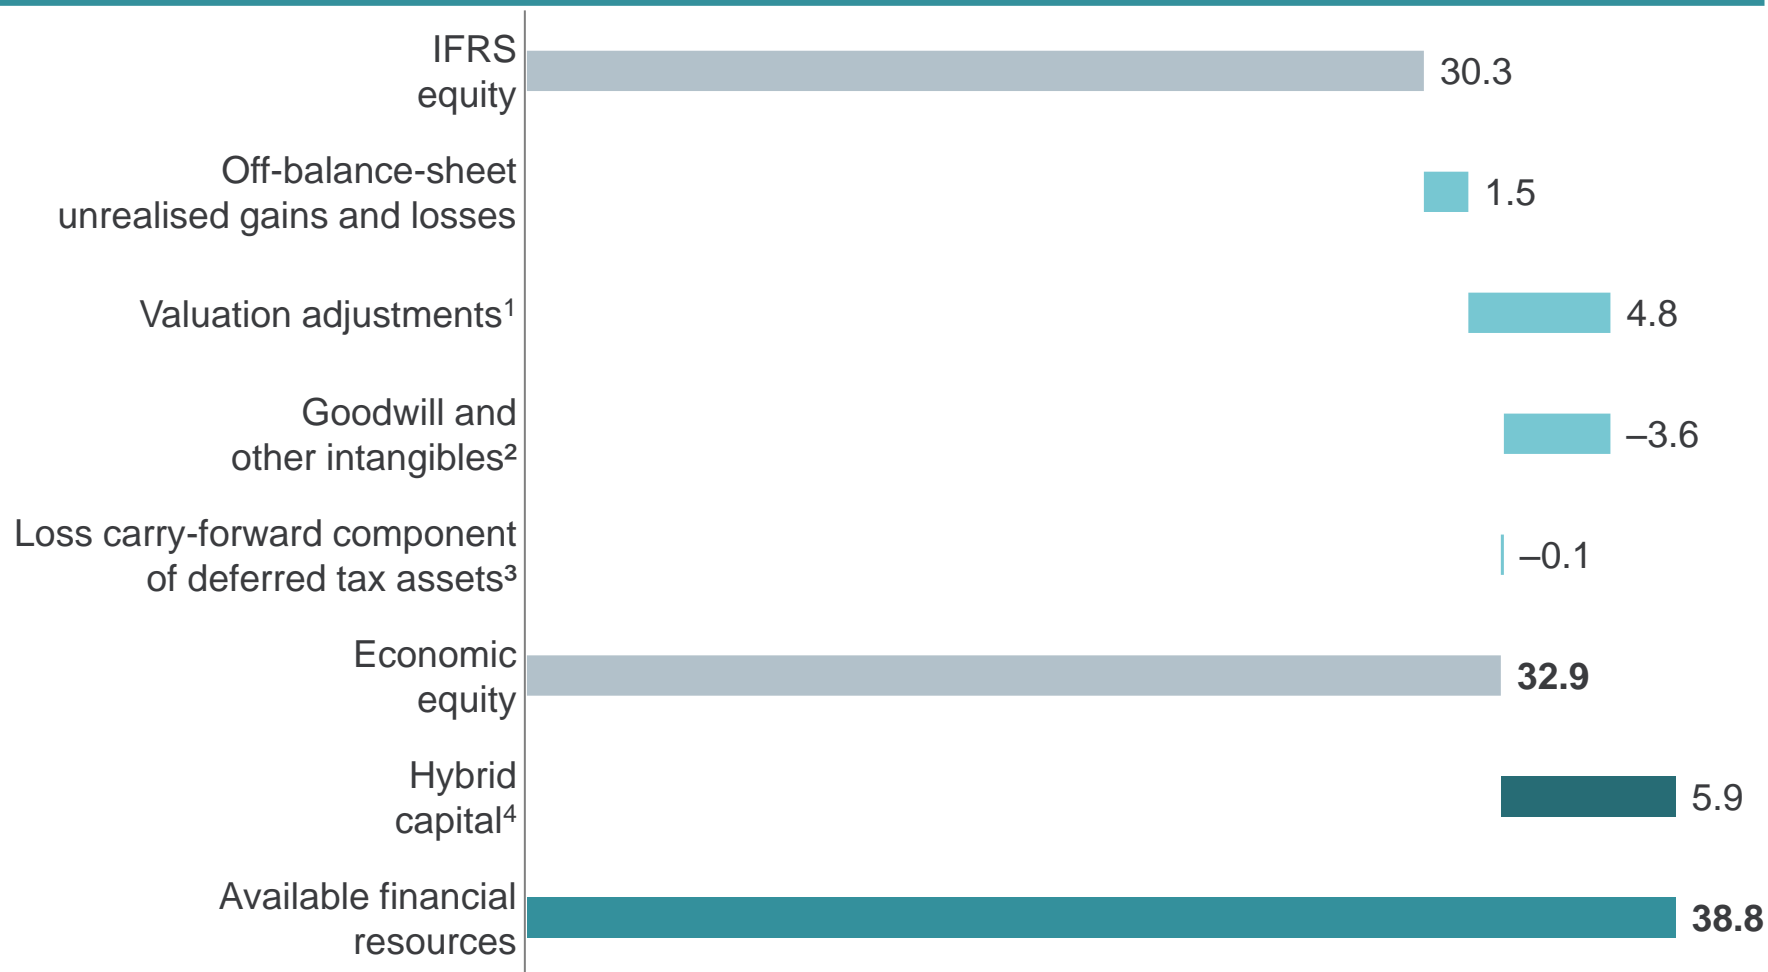 IFRS
equity
30.3
Off-balance-sheet
unrealised gains and losses
1.5
Valuation adjustments¹
4.8
Goodwill and
other intangibles²
–3.6
Loss carry-forward component
of deferred tax assets³
–0.1
Economic
equity
32.9
Hybrid
capital⁴
5.9
Available financial
resources
38.8